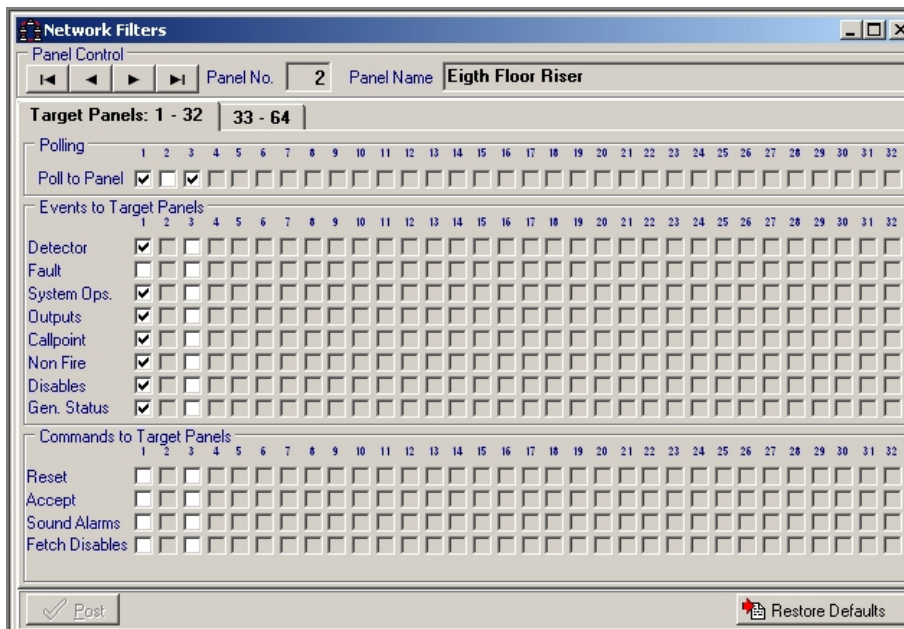 Network Filters
Panel Control
Panel No. 2 Panel Name Eigth Floor Riser
Target Panels: 1 - 32 33 - 64
Polling 1 2 3 4 5 6 7 8 9 10 11 12 13 14 15 16 17 18 19 20 21 22 23 24 25 26 27 28 29 30 31 32
Poll to Panel
Events to Target Panels
1 2 3 4 5 6 7 8 9 10 11 12 13 14 15 16 17 18 19 20 21 22 23 24 25 26 27 28 29 30 31 32
Detector
Fault
System Ops.
Outputs
Callpoint
Non Fire
Disables
Gen. Status
Commands to Target Panels
1 2 3 4 5 6 7 8 9 10 11 12 13 14 15 16 17 18 19 20 21 22 23 24 25 26 27 28 29 30 31 32
Reset
Accept
Sound Alarms
Fetch Disables
Post Restore Defaults